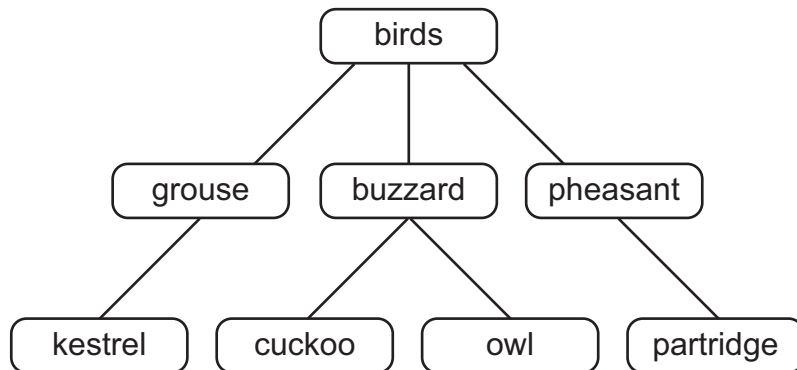 birds
grouse buzzard pheasant
kestrel cuckoo owl partridge